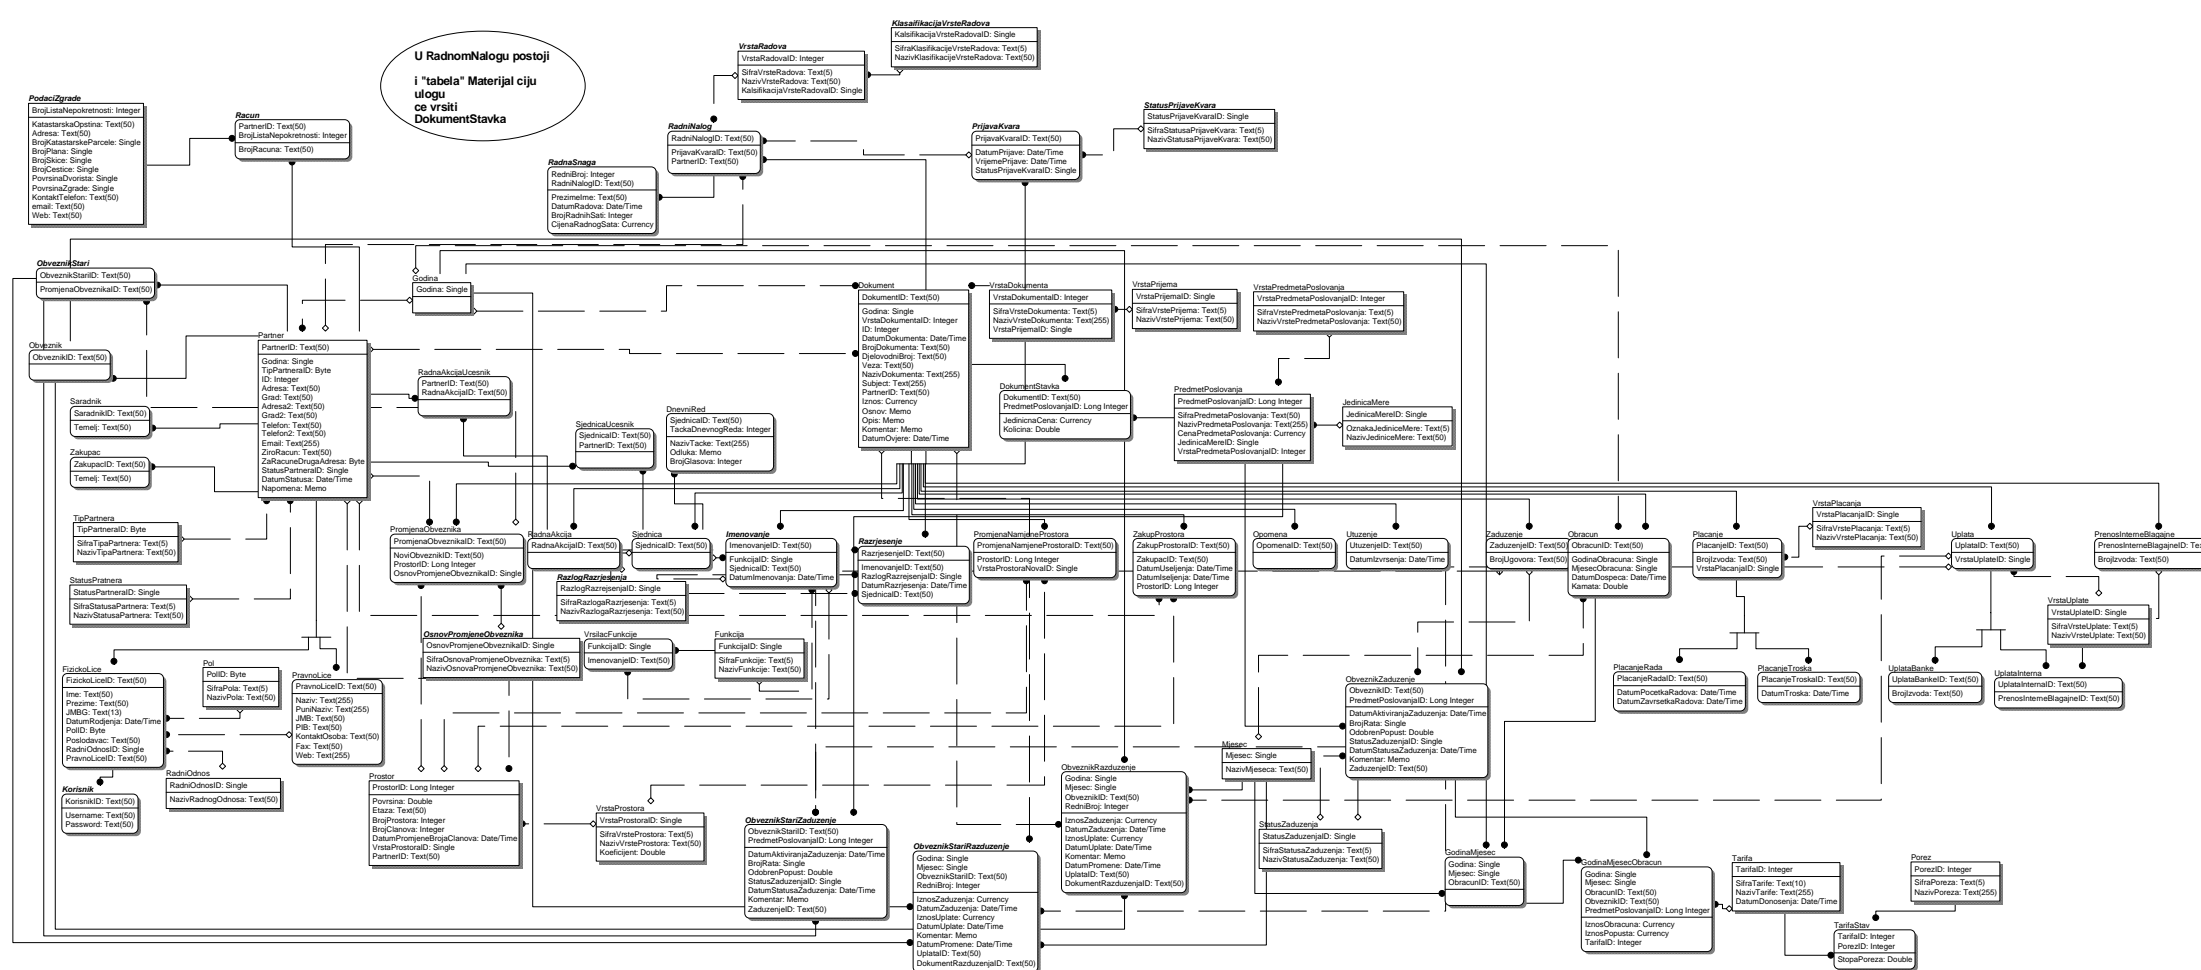 KlasaifikacijaVrsteRadova
KalsifikacijaVrsteRadovaID: Single
SifraKlasifikacijeVrsteRadova: Text(5)
NazivKlasifikacijeVrsteRadova: Text(50)
VrstaRadova
VrstaRadovaID: Integer
SifraVrsteRadova: Text(5)
NazivVrsteRadova: Text(50)
KalsifikacijaVrsteRadovaID: Single
U RadnomNalogu postoji
i "tabela" Materijal ciju
ulogu
ce vrsiti
DokumentStavka
PodaciZgrade
BrojListaNepokretnosti: Integer
KatastarskaOpstina: Text(50)
Adresa: Text(50)
BrojKatastarskeParcele: Single
BrojPlana: Single
BrojSkice: Single
BrojCestice: Single
PovrsinaDvorista: Single
PovrsinaZgrade: Single
KontaktTelefon: Text(50)
email: Text(50)
Web: Text(50)
Racun
PartnerID: Text(50)
BrojListaNepokretnosti: Integer
BrojRacuna: Text(50)
RadniNalog
RadniNalogID: Text(50)
PrijavaKvaraID: Text(50)
PartnerID: Text(50)
PrijavaKvara
PrijavaKvaraID: Text(50)
DatumPrijave: Date/Time
VrijemePrijave: Date/Time
StatusPrijaveKvaraID: Single
StatusPrijaveKvara
StatusPrijaveKvaraID: Single
SifraStatusaPrijaveKvara: Text(5)
NazivStatusaPrijaveKvara: Text(50)
RadnaSnaga
RedniBroj: Integer
RadniNalogID: Text(50)
PrezimeIme: Text(50)
DatumRadova: Date/Time
BrojRadnihSati: Integer
CijenaRadnogSata: Currency
ObveznikStari
ObveznikStariID: Text(50)
PromjenaObveznikaID: Text(50)
Godina
Godina: Single
Dokument
DokumentID: Text(50)
Godina: Single
VrstaDokumentaID: Integer
ID: Integer
DatumDokumenta: Date/Time
BrojDokumenta: Text(50)
DjelovodniBroj: Text(50)
Veza: Text(50)
NazivDokumenta: Text(255)
Subject: Text(255)
PartnerID: Text(50)
Iznos: Currency
Osnov: Memo
Opis: Memo
Komentar: Memo
DatumOvjere: Date/Time
VrstaDokumenta
VrstaDokumentaID: Integer
SifraVrsteDokumenta: Text(5)
NazivVrsteDokumenta: Text(255)
VrstaPrijemaID: Single
VrstaPrijema
VrstaPrijemaID: Single
SifraVrstePrijema: Text(5)
NazivVrstePrijema: Text(50)
VrstaPredmetaPoslovanja
VrstaPredmetaPoslovanjaID: Integer
SifraVrstePredmetaPoslovanja: Text(5)
NazivVrstePredmetaPoslovanja: Text(50)
Obveznik
ObveznikID: Text(50)
Partner
PartnerID: Text(50)
Godina: Single
TipPartneraID: Byte
ID: Integer
Adresa: Text(50)
Grad: Text(50)
Adresa2: Text(50)
Grad2: Text(50)
Telefon: Text(50)
Telefon2: Text(50)
Email: Text(255)
ZiroRacun: Text(50)
ZaRacuneDrugaAdresa: Byte
StatusPartneraID: Single
DatumStatusa: Date/Time
Napomena: Memo
RadnaAkcijaUcesnik
PartnerID: Text(50)
RadnaAkcijaID: Text(50)
Saradnik
SaradnikID: Text(50)
Temelj: Text(50)
Zakupac
ZakupacID: Text(50)
Temelj: Text(50)
SjednicaUcesnik
SjednicaID: Text(50)
PartnerID: Text(50)
DnevniRed
SjednicaID: Text(50)
TackaDnevnogReda: Integer
NazivTacke: Text(255)
Odluka: Memo
BrojGlasova: Integer
DokumentStavka
DokumentID: Text(50)
PredmetPoslovanjaID: Long Integer
JedinicnaCena: Currency
Kolicina: Double
PredmetPoslovanja
PredmetPoslovanjaID: Long Integer
SifraPredmetaPoslovanja: Text(50)
NazivPredmetaPoslovanja: Text(255)
CenaPredmetaPoslovanja: Currency
JedinicaMereID: Single
VrstaPredmetaPoslovanjaID: Integer
JedinicaMere
JedinicaMereID: Single
OznakaJediniceMere: Text(5)
NazivJediniceMere: Text(50)
TipPartnera
TipPartneraID: Byte
SifraTipaPartnera: Text(5)
NazivTipaPartnera: Text(50)
StatusPratnera
StatusPartneraID: Single
SifraStatusaPartnera: Text(5)
NazivStatusaPartnera: Text(50)
PromjenaObveznika
PromjenaObveznikaID: Text(50)
NoviObveznikID: Text(50)
ProstorID: Long Integer
OsnovPromjeneObveznikaID: Single
RadnaAkcija
RadnaAkcijaID: Text(50)
Sjednica
SjednicaID: Text(50)
Imenovanje
ImenovanjeID: Text(50)
FunkcijaID: Single
SjednicaID: Text(50)
DatumImenovanja: Date/Time
Razrjesenje
RazrjesenjeID: Text(50)
ImenovanjeID: Text(50)
RazlogRazrejsenjaID: Single
DatumRazrjesenja: Date/Time
SjednicaID: Text(50)
PromjenaNamjeneProstora
PromjenaNamjeneProstoraID: Text(50)
ProstorID: Long Integer
VrstaProstoraNovaID: Single
ZakupProstora
ZakupProstoraID: Text(50)
ZakupacID: Text(50)
DatumUseljenja: Date/Time
DatumIseljenja: Date/Time
ProstorID: Long Integer
Opomena
OpomenaID: Text(50)
Utuzenje
UtuzenjeID: Text(50)
DatumIzvrsenja: Date/Time
Zaduzenje
ZaduzenjeID: Text(50)
BrojUgovora: Text(50)
Obracun
ObracunID: Text(50)
GodinaObracuna: Single
MjesecObracuna: Single
DatumDospeca: Date/Time
Kamata: Double
Placanje
PlacanjeID: Text(50)
BrojIzvoda: Text(50)
VrstaPlacanjaID: Single
VrstaPlacanja
VrstaPlacanjaID: Single
SifraVrstePlacanja: Text(5)
NazivVrstePlacanja: Text(50)
Uplata
UplataID: Text(50)
VrstaUplateID: Single
PrenosInterneBlagajne
PrenosInterneBlagajneID: Text(50)
BrojIzvoda: Text(50)
VrstaUplate
VrstaUplateID: Single
SifraVrsteUplate: Text(5)
NazivVrsteUplate: Text(50)
RazlogRazrjesenja
RazlogRazrejsenjaID: Single
SifraRazlogaRazrjesenja: Text(5)
NazivRazlogaRazrjesenja: Text(50)
OsnovPromjeneObveznika
OsnovPromjeneObveznikaID: Single
SifraOsnovaPromjeneObveznika: Text(5)
NazivOsnovaPromjeneObveznika: Text(50)
VrsilacFunkcije
FunkcijaID: Single
ImenovanjeID: Text(50)
Funkcija
FunkcijaID: Single
SifraFunkcije: Text(5)
NazivFunkcije: Text(50)
FizickoLice
FizickoLiceID: Text(50)
Ime: Text(50)
Prezime: Text(50)
JMBG: Text(13)
DatumRodjenja: Date/Time
PolID: Byte
Poslodavac: Text(50)
RadniOdnosID: Single
PravnoLiceID: Text(50)
Pol
PolID: Byte
SifraPola: Text(5)
NazivPola: Text(50)
PravnoLice
PravnoLiceID: Text(50)
Naziv: Text(255)
PuniNaziv: Text(255)
JMB: Text(50)
PIB: Text(50)
KontaktOsoba: Text(50)
Fax: Text(50)
Web: Text(255)
PlacanjeRada
PlacanjeRadaID: Text(50)
DatumPocetkaRadova: Date/Time
DatumZavrsetkaRadova: Date/Time
PlacanjeTroska
PlacanjeTroskaID: Text(50)
DatumTroska: Date/Time
UplataBanke
UplataBankeID: Text(50)
BrojIzvoda: Text(50)
UplataInterna
UplataInternaID: Text(50)
PrenosInterneBlagajneID: Text(50)
ObveznikZaduzenje
ObveznikID: Text(50)
PredmetPoslovanjaID: Long Integer
DatumAktiviranjaZaduzenja: Date/Time
BrojRata: Single
OdobrenPopust: Double
StatusZaduzenjaID: Single
DatumStatusaZaduzenja: Date/Time
Komentar: Memo
ZaduzenjeID: Text(50)
Mjesec
Mjesec: Single
NazivMjeseca: Text(50)
RadniOdnos
RadniOdnosID: Single
NazivRadnogOdnosa: Text(50)
Korisnik
KorisnikID: Text(50)
Username: Text(50)
Password: Text(50)
Prostor
ProstorID: Long Integer
Povrsina: Double
Etaza: Text(50)
BrojProstora: Integer
BrojClanova: Integer
DatumPromjeneBrojaClanova: Date/Time
VrstaProstoraID: Single
PartnerID: Text(50)
VrstaProstora
VrstaProstoraID: Single
SifraVrsteProstora: Text(5)
NazivVrsteProstora: Text(50)
Koeficijent: Double
ObveznikStariZaduzenje
ObveznikStariID: Text(50)
PredmetPoslovanjaID: Long Integer
DatumAktiviranjaZaduzenja: Date/Time
BrojRata: Single
OdobrenPopust: Double
StatusZaduzenjaID: Single
DatumStatusaZaduzenja: Date/Time
Komentar: Memo
ZaduzenjeID: Text(50)
ObveznikStariRazduzenje
Godina: Single
Mjesec: Single
ObveznikStariID: Text(50)
RedniBroj: Integer
IznosZaduzenja: Currency
DatumZaduzenja: Date/Time
IznosUplate: Currency
DatumUplate: Date/Time
Komentar: Memo
DatumPromene: Date/Time
UplataID: Text(50)
DokumentRazduzenjaID: Text(50)
ObveznikRazduzenje
Godina: Single
Mjesec: Single
ObveznikID: Text(50)
RedniBroj: Integer
IznosZaduzenja: Currency
DatumZaduzenja: Date/Time
IznosUplate: Currency
DatumUplate: Date/Time
Komentar: Memo
DatumPromene: Date/Time
UplataID: Text(50)
DokumentRazduzenjaID: Text(50)
StatusZaduzenja
StatusZaduzenjaID: Single
SifraStatusaZaduzenja: Text(5)
NazivStatusaZaduzenja: Text(50)
GodinaMjesec
Godina: Single
Mjesec: Single
ObracunID: Text(50)
GodinaMjesecObracun
Godina: Single
Mjesec: Single
ObracunID: Text(50)
ObveznikID: Text(50)
PredmetPoslovanjaID: Long Integer
IznosObracuna: Currency
IznosPopusta: Currency
TarifaID: Integer
Tarifa
TarifaID: Integer
SifraTarife: Text(10)
NazivTarife: Text(255)
DatumDonosenja: Date/Time
Porez
PorezID: Integer
SifraPoreza: Text(5)
NazivPoreza: Text(255)
TarifaStav
TarifaID: Integer
PorezID: Integer
StopaPoreza: Double